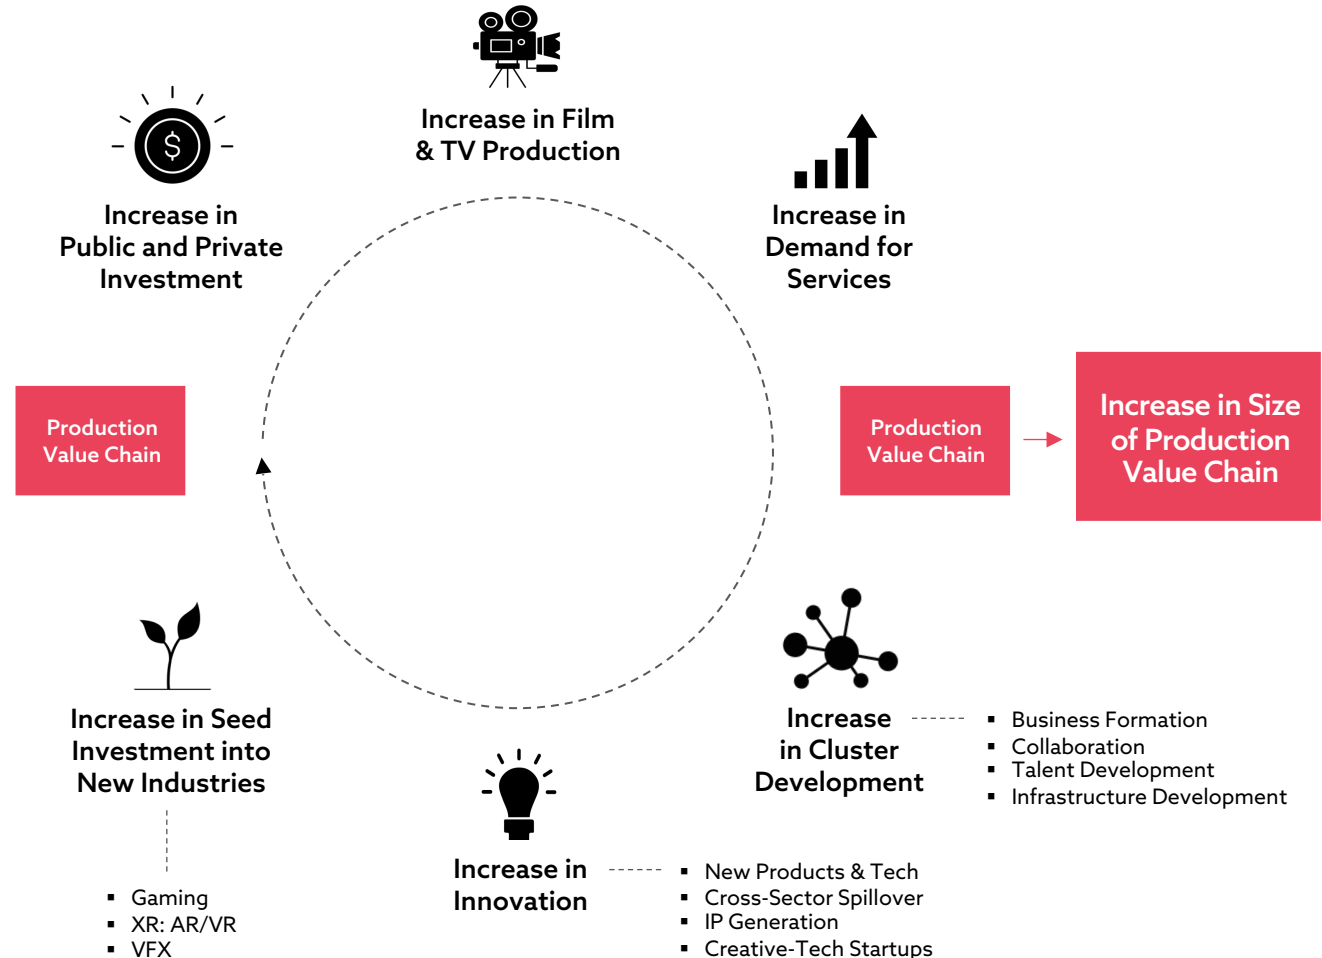 Increase in Film
& TV Production
$
Increase in
Public and Private
Investment
Increase in
Demand for
Services
Production
Value Chain
Production
Value Chain
Increase in Size
of Production
Value Chain
Increase in Seed
Investment into
New Industries
▪ Gaming
▪ XR: AR/VR
▪ VFX
Increase
in Cluster
Development
▪ Business Formation
▪ Collaboration
▪ Talent Development
▪ Infrastructure Development
Increase in
Innovation
▪ New Products & Tech
▪ Cross-Sector Spillover
▪ IP Generation
▪ Creative-Tech Startups